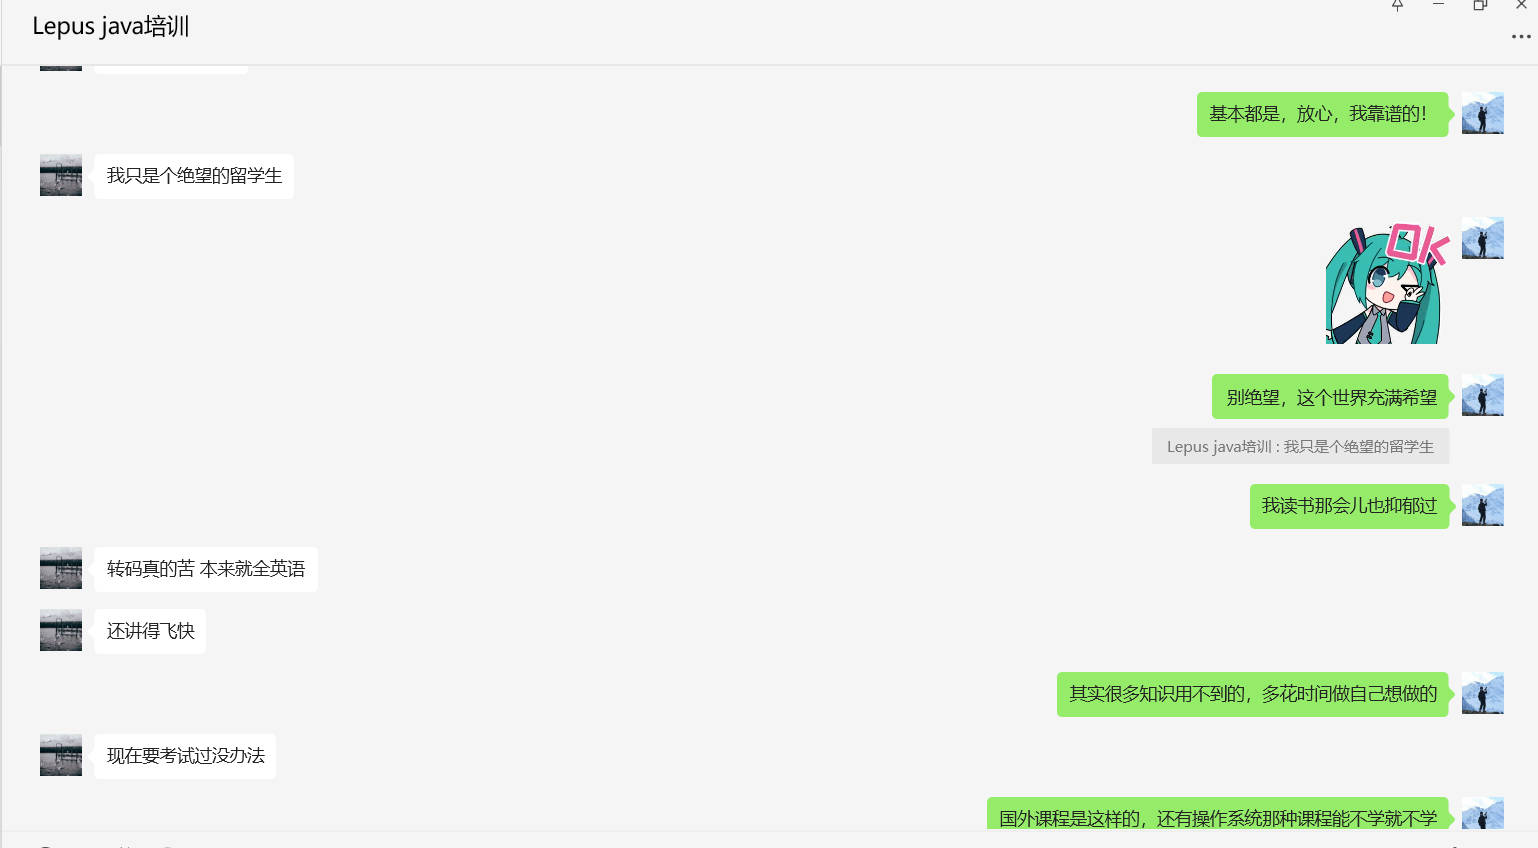 Lepus java培训
基本都是，放心，我靠谱的！
我只是个绝望的留学生
Ok
别绝望，这个世界充满希望
Lepus java培训 : 我只是个绝望的留学生
我读书那会儿也抑郁过
转码真的苦 本来就全英语
还讲得飞快
其实很多知识用不到的，多花时间做自己想做的
现在要考试过没办法
国外课程是这样的，还有操作系统那种课程能不学就不学